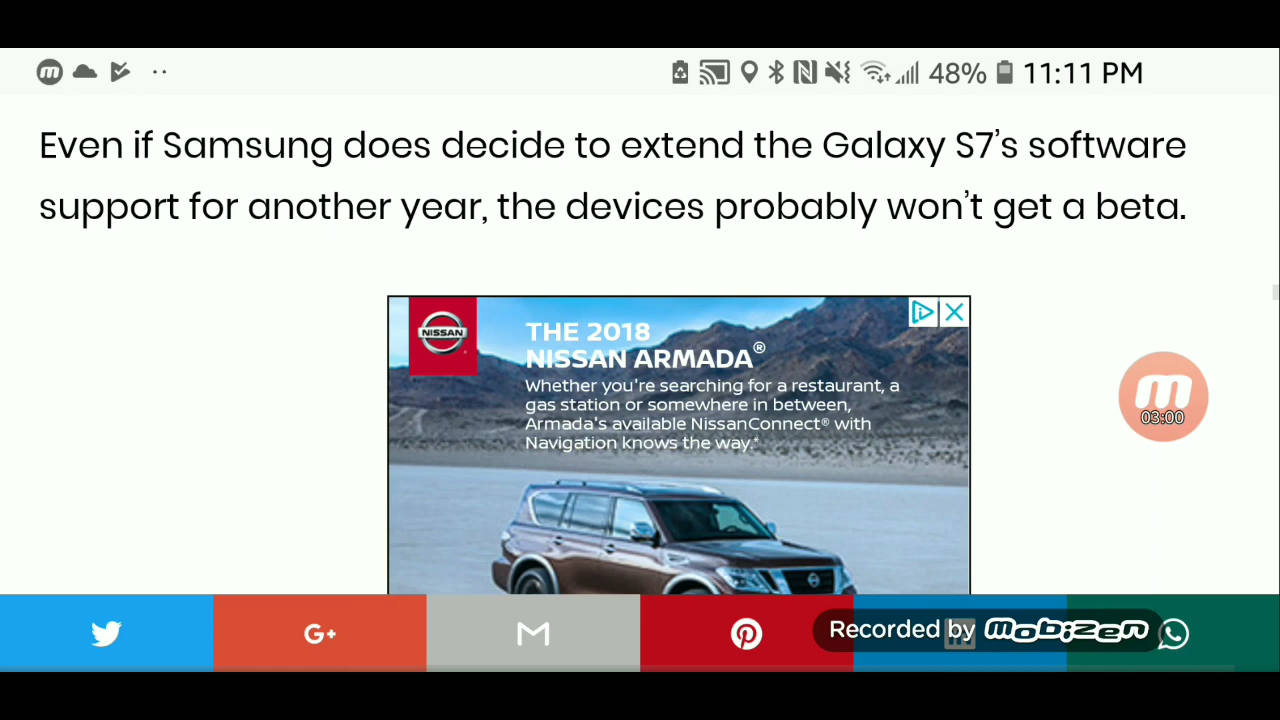 48% 11:11 PM
Even if Samsung does decide to extend the Galaxy S7’s software
support for another year, the devices probably won’t get a beta.
NISSAN
THE 2018
NISSAN ARMADA®
Whether you're searching for a restaurant, a
gas station or somewhere in between,
Armada's available NissanConnect® with
Navigation knows the way.*
03:00
G+
Recorded by Mobizen